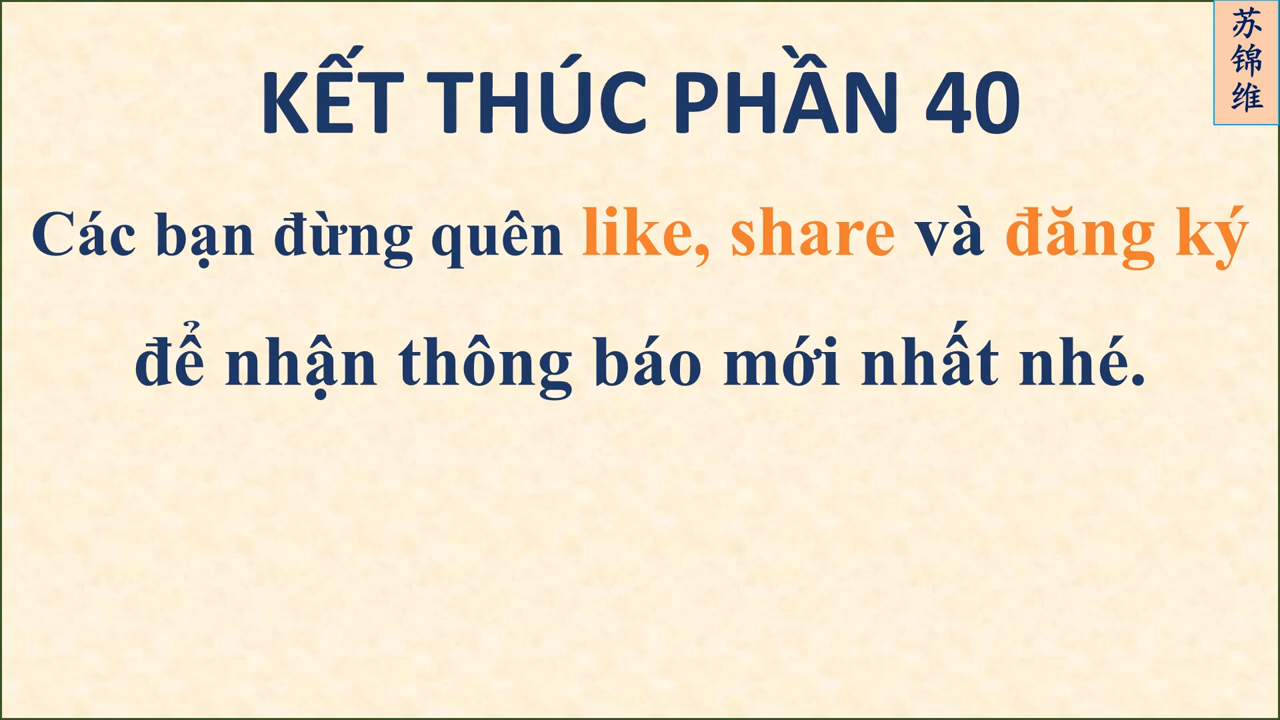 KẾT THÚC PHẦN 40
Các bạn đừng quên like, share và đăng ký
để nhận thông báo mới nhất nhé.
苏锦维